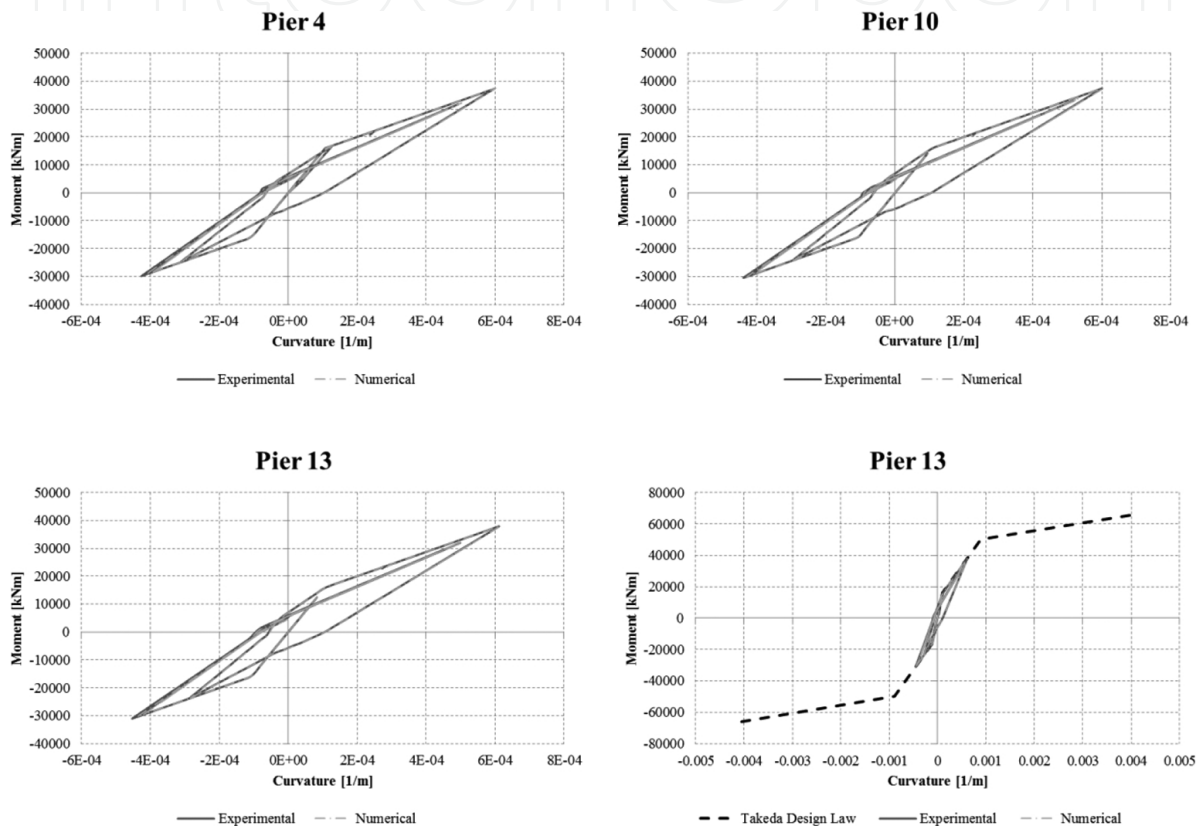 Pier 4
50000
40000
30000
20000
10000
0
-10000
-20000
-30000
-40000
Moment [kNm]
-6E-04 -4E-04 -2E-04 0E+00 2E-04 4E-04 6E-04 8E-04
Curvature [1/m]
Experimental Numerical
Pier 10
50000
40000
30000
20000
10000
0
-10000
-20000
-30000
-40000
Moment [kNm]
-6E-04 -4E-04 -2E-04 0E+00 2E-04 4E-04 6E-04 8E-04
Curvature [1/m]
Experimental Numerical
Pier 13
50000
40000
30000
20000
10000
0
-10000
-20000
-30000
-40000
Moment [kNm]
-6E-04 -4E-04 -2E-04 0E+00 2E-04 4E-04 6E-04 8E-04
Curvature [1/m]
Experimental Numerical
Pier 13
80000
60000
40000
20000
0
-20000
-40000
-60000
-80000
Moment [kNm]
-0.005 -0.004 -0.003 -0.002 -0.001 0 0.001 0.002 0.003 0.004 0.005
Curvature [1/m]
Takeda Design Law Experimental Numerical